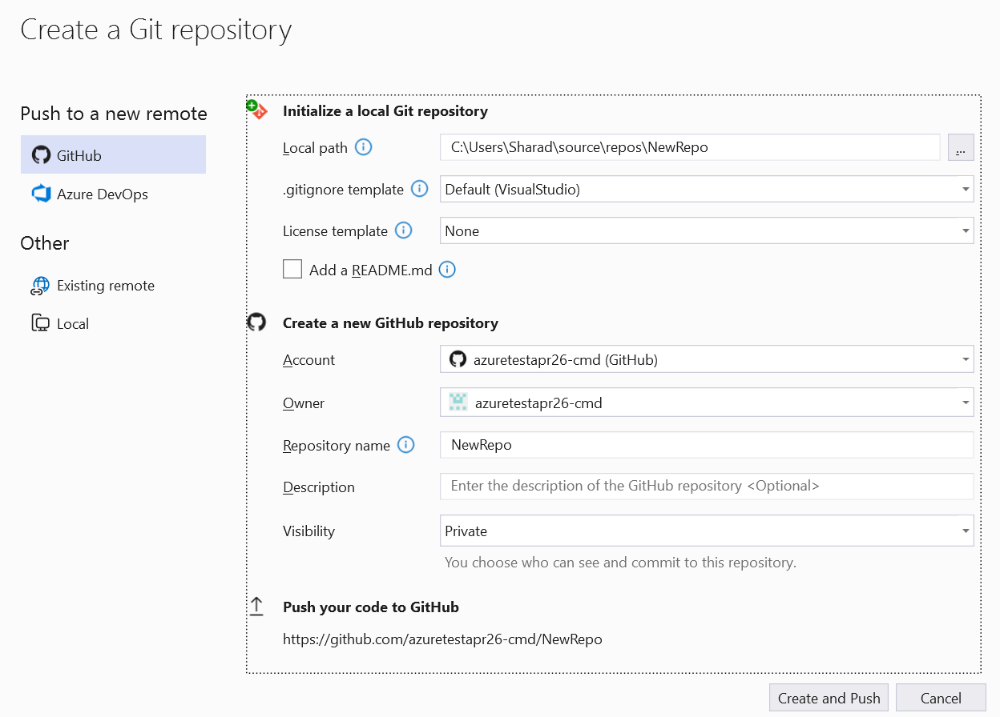 Create a Git repository
Push to a new remote
GitHub
Azure DevOps
Other
Existing remote
Local
Initialize a local Git repository
Local path C:\Users\Sharad\source\repos\NewRepo ...
.gitignore template Default (VisualStudio)
License template None
Add a README.md
Create a new GitHub repository
Account azuretestapr26-cmd (GitHub)
Owner azuretestapr26-cmd
Repository name NewRepo
Description Enter the description of the GitHub repository <Optional>
Visibility Private
You choose who can see and commit to this repository.
Push your code to GitHub
https://github.com/azuretestapr26-cmd/NewRepo
Create and Push Cancel